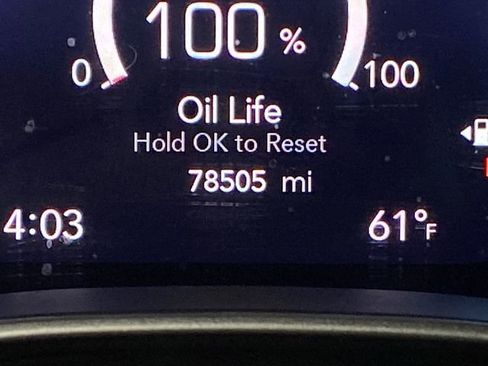 100 %
0 100
Oil Life
Hold OK to Reset
78505 mi
4:03 61°F